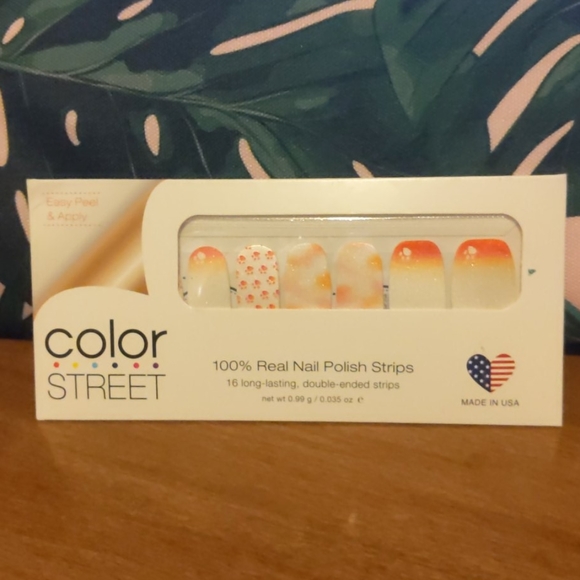 Easy Peel
& Apply
color
STREET
100% Real Nail Polish Strips
16 long-lasting, double-ended strips
net wt 0.99 g / 0.035 oz ℮
MADE IN USA